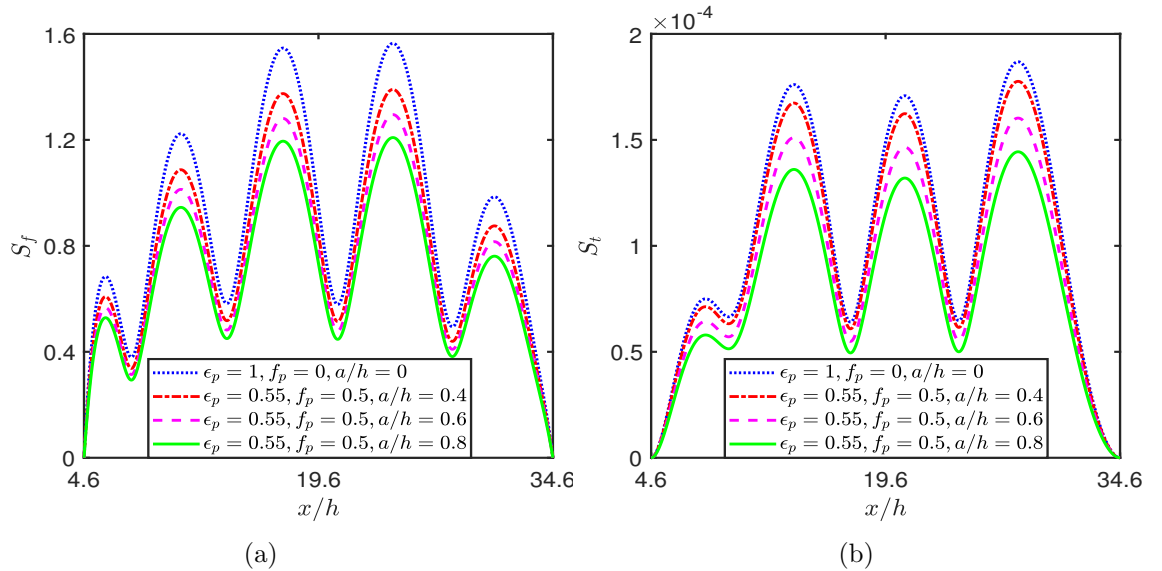 1.6
1.2
0.8
0.4
0
S_f
4.6
19.6
34.6
x/h
ϵ_p = 1, f_p = 0, a/h = 0
ϵ_p = 0.55, f_p = 0.5, a/h = 0.4
ϵ_p = 0.55, f_p = 0.5, a/h = 0.6
ϵ_p = 0.55, f_p = 0.5, a/h = 0.8
(a)
×10⁻⁴
2
1.5
1
0.5
0
S_t
4.6
19.6
34.6
x/h
ϵ_p = 1, f_p = 0, a/h = 0
ϵ_p = 0.55, f_p = 0.5, a/h = 0.4
ϵ_p = 0.55, f_p = 0.5, a/h = 0.6
ϵ_p = 0.55, f_p = 0.5, a/h = 0.8
(b)